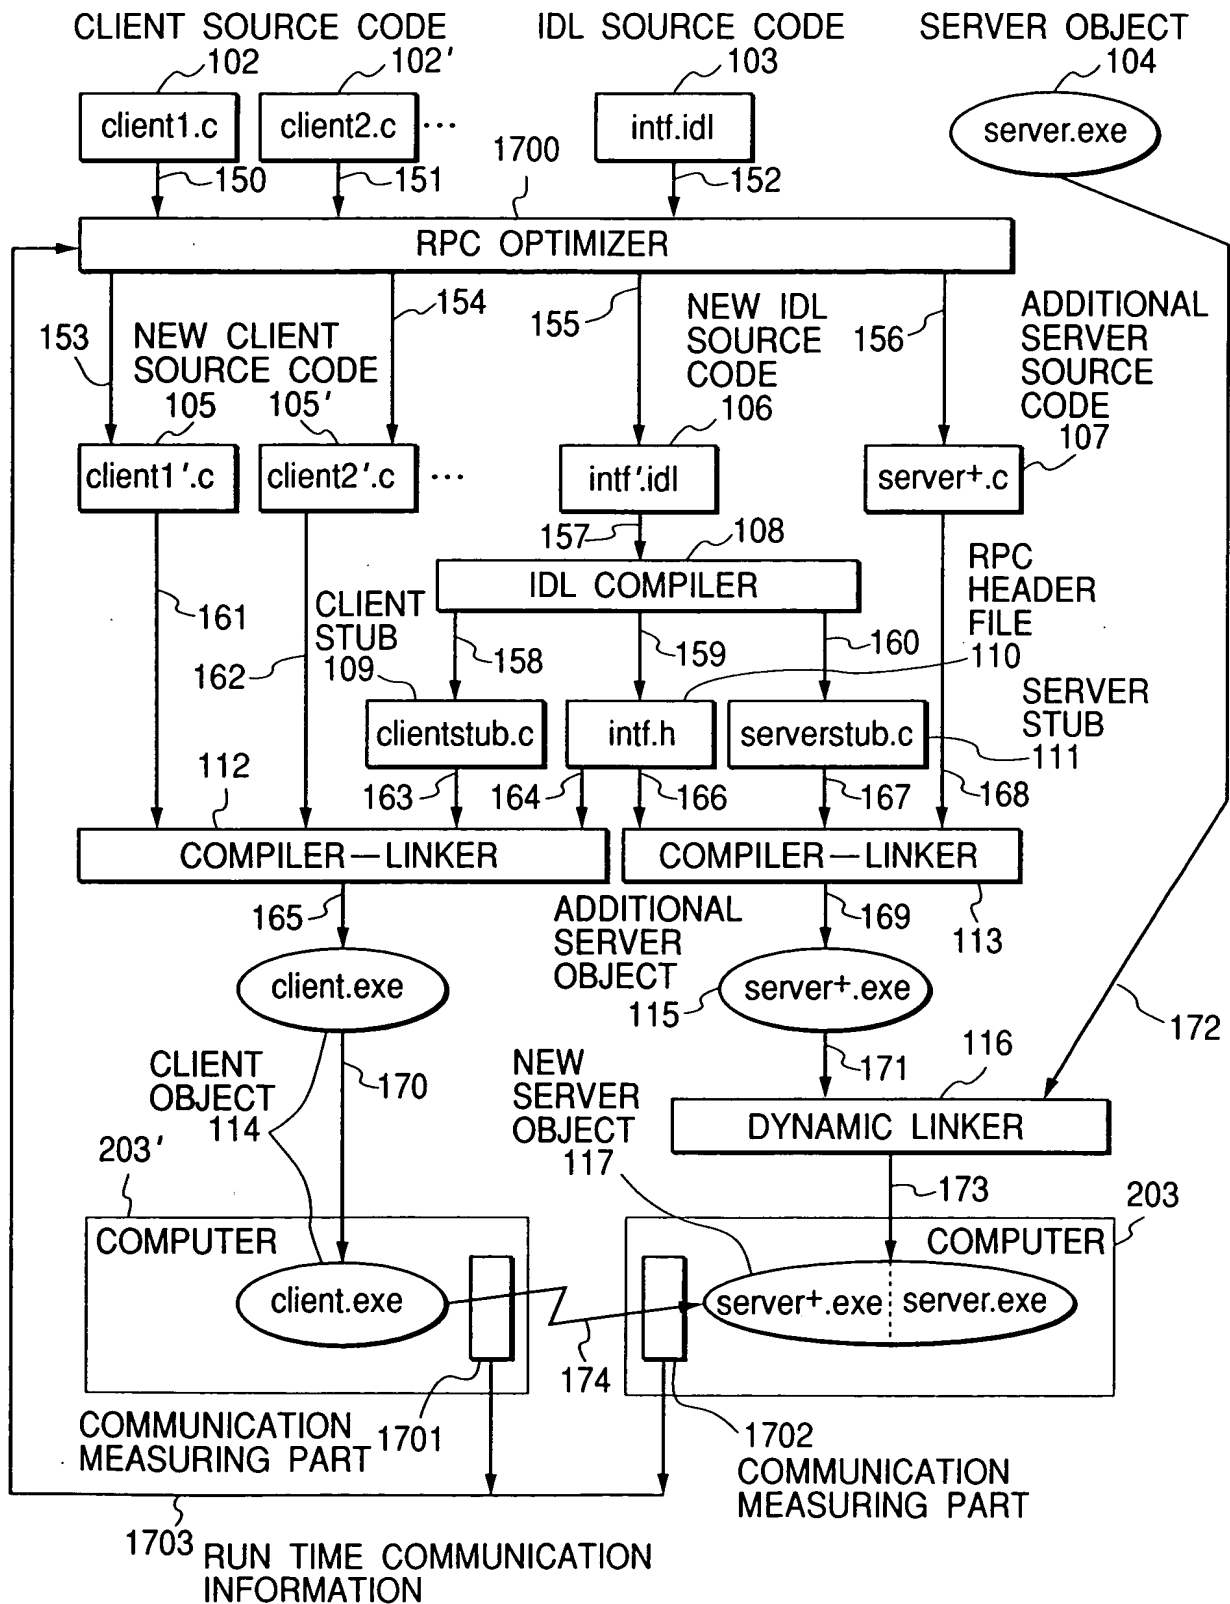 CLIENT SOURCE CODE
IDL SOURCE CODE
SERVER OBJECT
102
102'
103
104
client1.c
client2.c
...
intf.idl
server.exe
150
151
1700
152
RPC OPTIMIZER
153
154
155
156
NEW CLIENT
SOURCE CODE
105
105'
NEW IDL
SOURCE
CODE
106
ADDITIONAL
SERVER
SOURCE
CODE
107
client1'.c
client2'.c
...
intf'.idl
server+.c
157
108
IDL COMPILER
RPC
HEADER
FILE
110
161
162
CLIENT
STUB
109
158
159
160
SERVER
STUB
111
clientstub.c
intf.h
serverstub.c
112
163
164
166
167
168
COMPILER—LINKER
COMPILER—LINKER
165
169
113
ADDITIONAL
SERVER
OBJECT
115
client.exe
server+.exe
172
CLIENT
OBJECT
114
170
171
116
NEW
SERVER
OBJECT
117
DYNAMIC LINKER
173
203'
203
COMPUTER
COMPUTER
client.exe
server+.exe
server.exe
174
COMMUNICATION
MEASURING PART
1701
1702
COMMUNICATION
MEASURING PART
1703
RUN TIME COMMUNICATION
INFORMATION